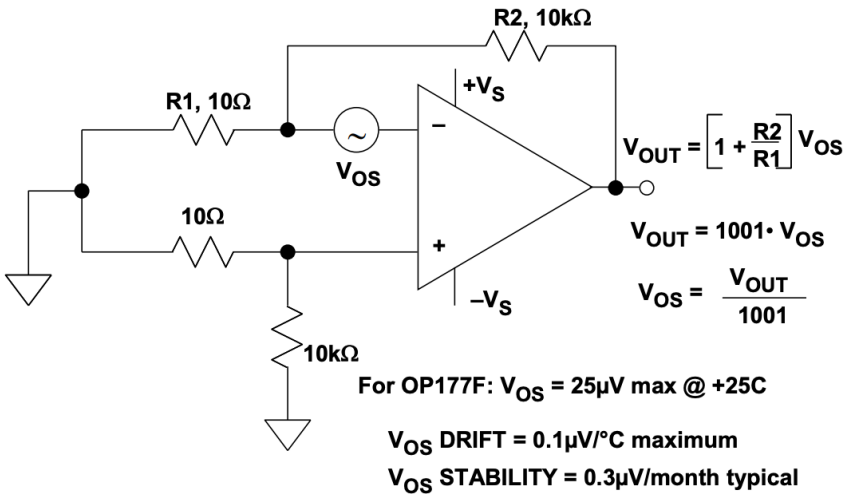 R2, 10kΩ
+VS
R1, 10Ω
–
VOS
VOUT = [1 + R2/R1] VOS
10Ω
+
VOUT = 1001• VOS
–VS
VOS = VOUT/1001
10kΩ
For OP177F: VOS = 25µV max @ +25C
VOS DRIFT = 0.1µV/°C maximum
VOS STABILITY = 0.3µV/month typical